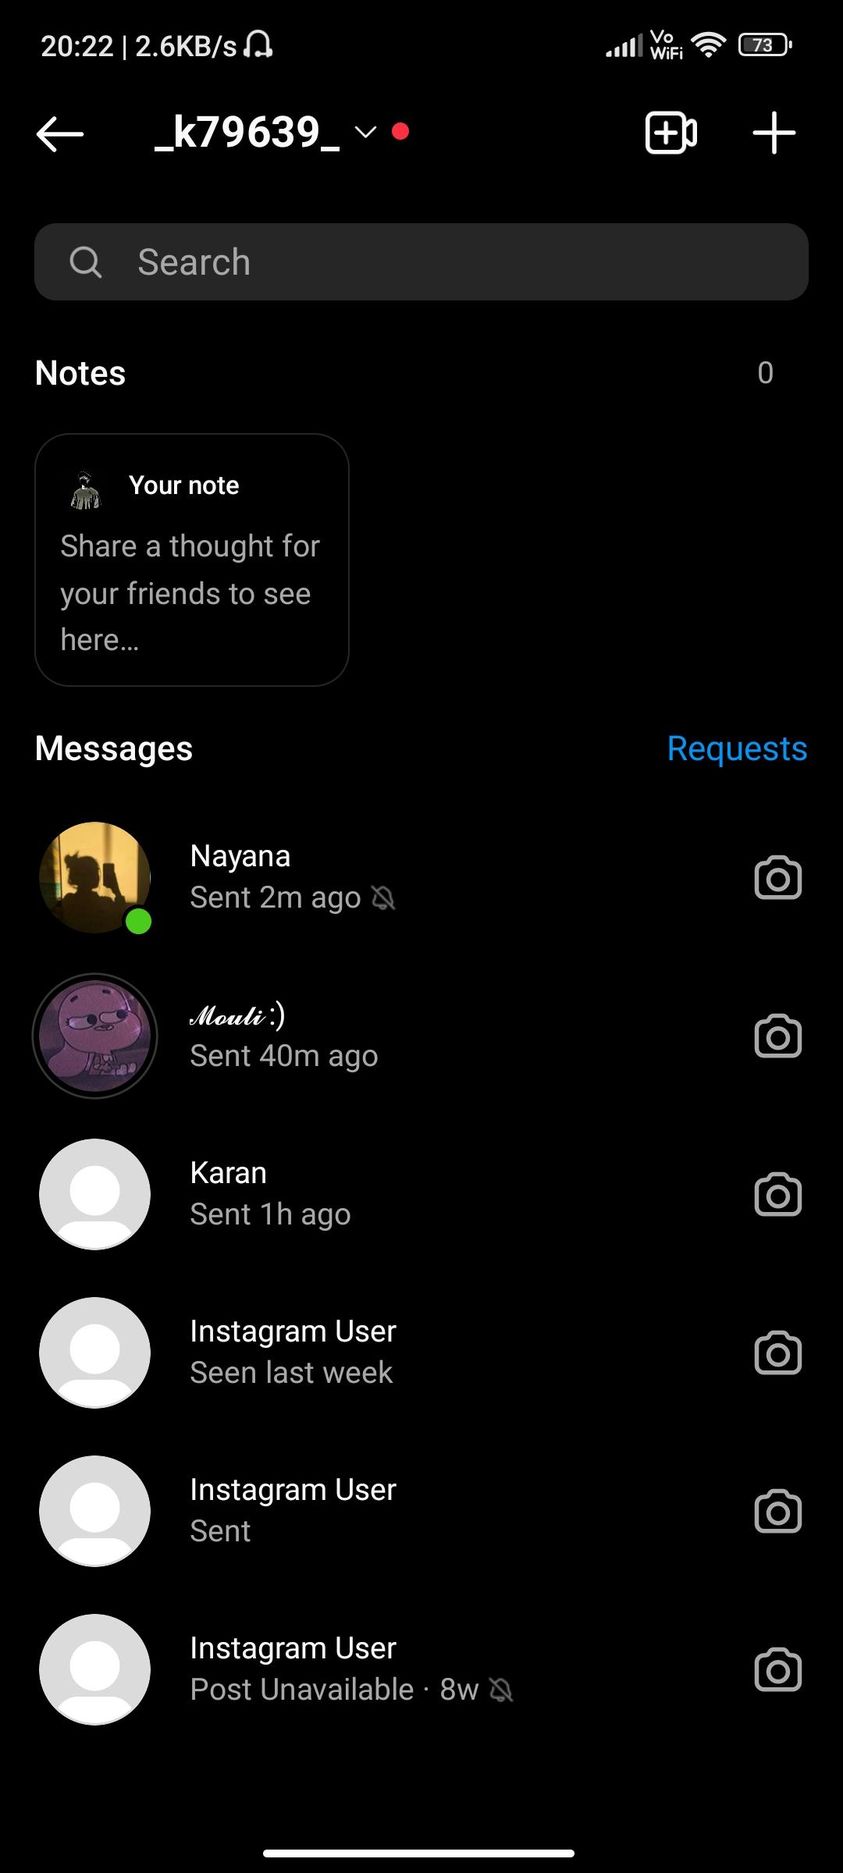 20:22 | 2.6KB/s
Vo
WiFi
73
_k79639_
Search
Notes
0
Your note
Share a thought for
your friends to see
here…
Messages
Requests
Nayana
Sent 2m ago
𝓜𝓸𝓾𝓵𝓲 :)
Sent 40m ago
Karan
Sent 1h ago
Instagram User
Seen last week
Instagram User
Sent
Instagram User
Post Unavailable · 8w